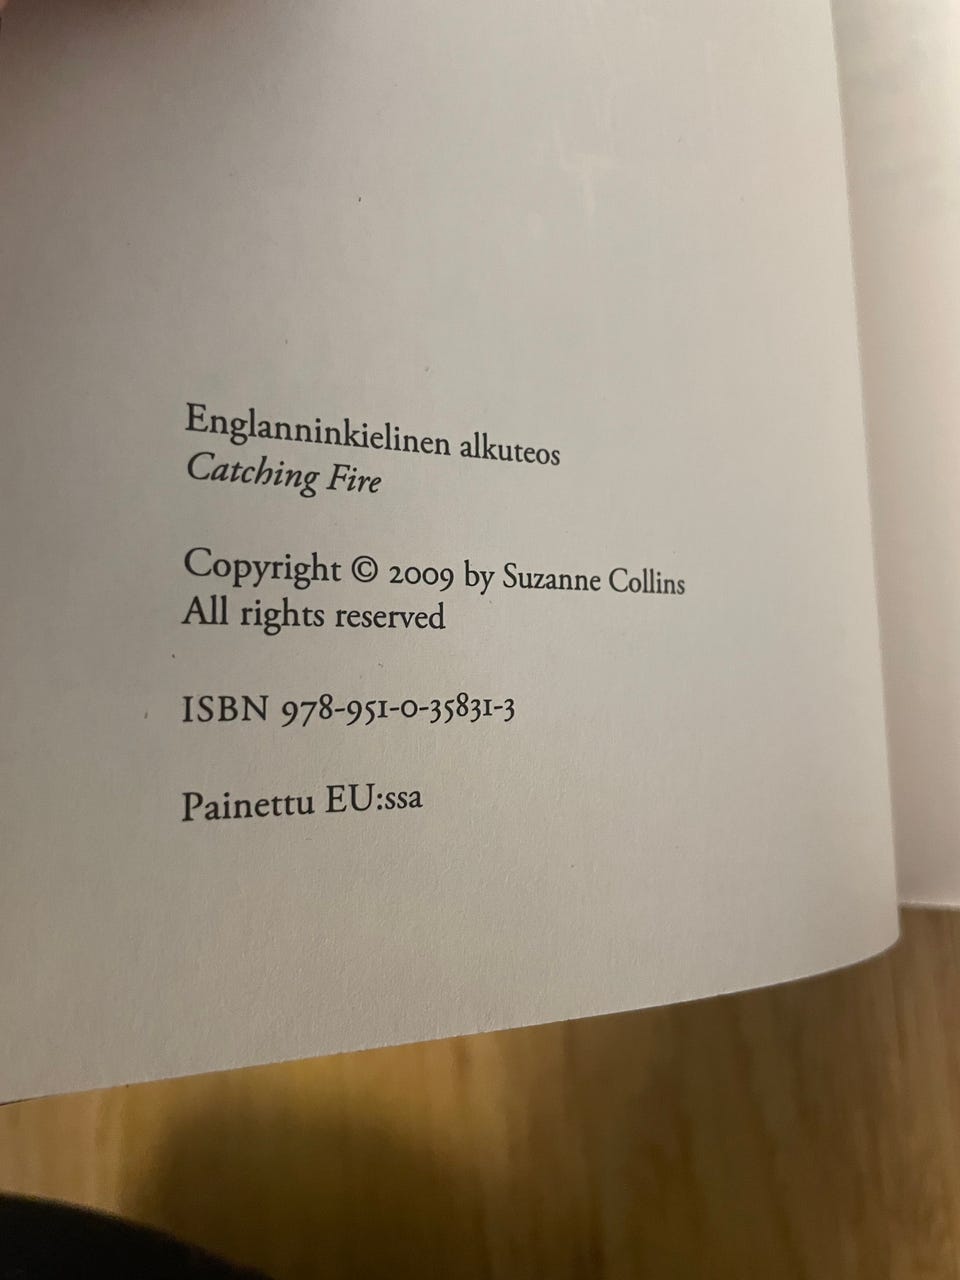 Englanninkielinen alkuteos
Catching Fire
Copyright © 2009 by Suzanne Collins
All rights reserved
ISBN 978-951-0-35831-3
Painettu EU:ssa